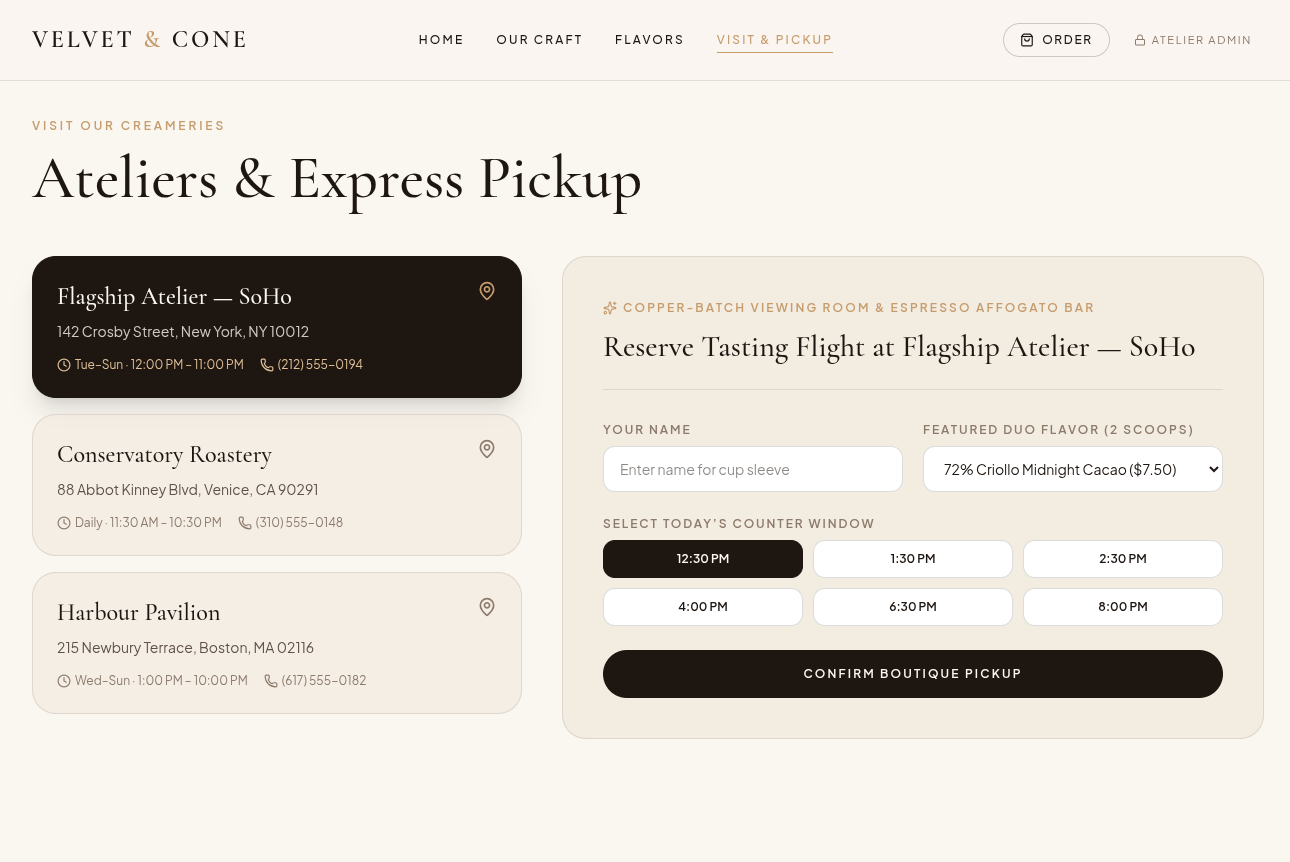 VELVET & CONE
HOME
OUR CRAFT
FLAVORS
VISIT & PICKUP
ORDER
ATELIER ADMIN
VISIT OUR CREAMERIES
Ateliers & Express Pickup
Flagship Atelier — SoHo
142 Crosby Street, New York, NY 10012
Tue–Sun · 12:00 PM – 11:00 PM
(212) 555-0194
Conservatory Roastery
88 Abbot Kinney Blvd, Venice, CA 90291
Daily · 11:30 AM – 10:30 PM
(310) 555-0148
Harbour Pavilion
215 Newbury Terrace, Boston, MA 02116
Wed–Sun · 1:00 PM – 10:00 PM
(617) 555-0182
COPPER-BATCH VIEWING ROOM & ESPRESSO AFFOGATO BAR
Reserve Tasting Flight at Flagship Atelier — SoHo
YOUR NAME
FEATURED DUO FLAVOR (2 SCOOPS)
Enter name for cup sleeve
72% Criollo Midnight Cacao ($7.50)
SELECT TODAY'S COUNTER WINDOW
12:30 PM
1:30 PM
2:30 PM
4:00 PM
6:30 PM
8:00 PM
CONFIRM BOUTIQUE PICKUP